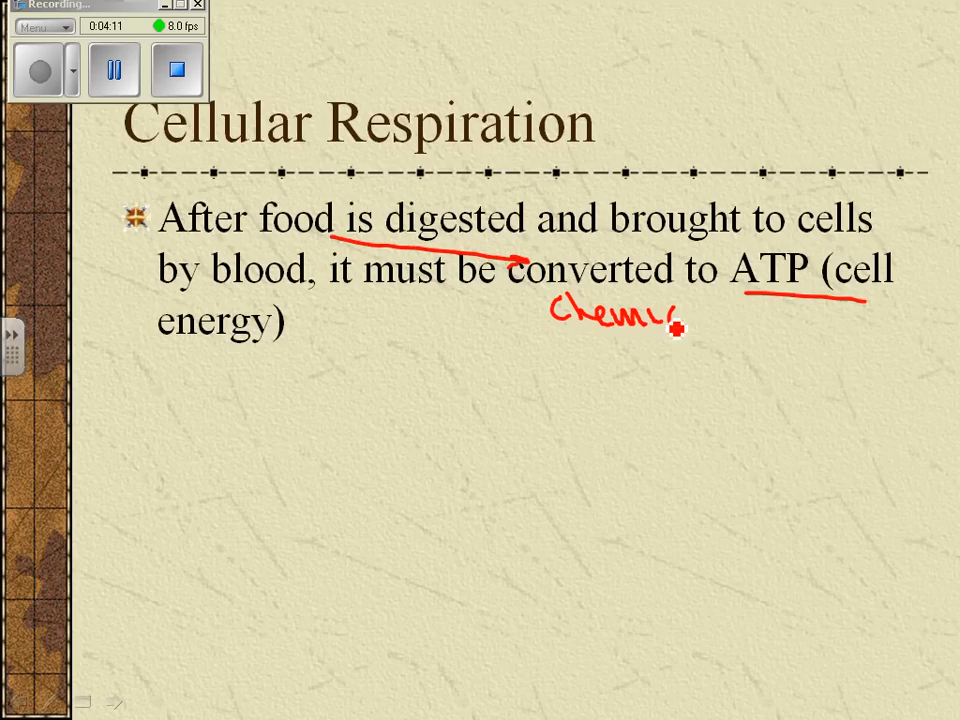 Recording...
Menu
0:04:11
8.0 fps
Cellular Respiration
After food is digested and brought to cells
by blood, it must be converted to ATP (cell
energy)
Chemic